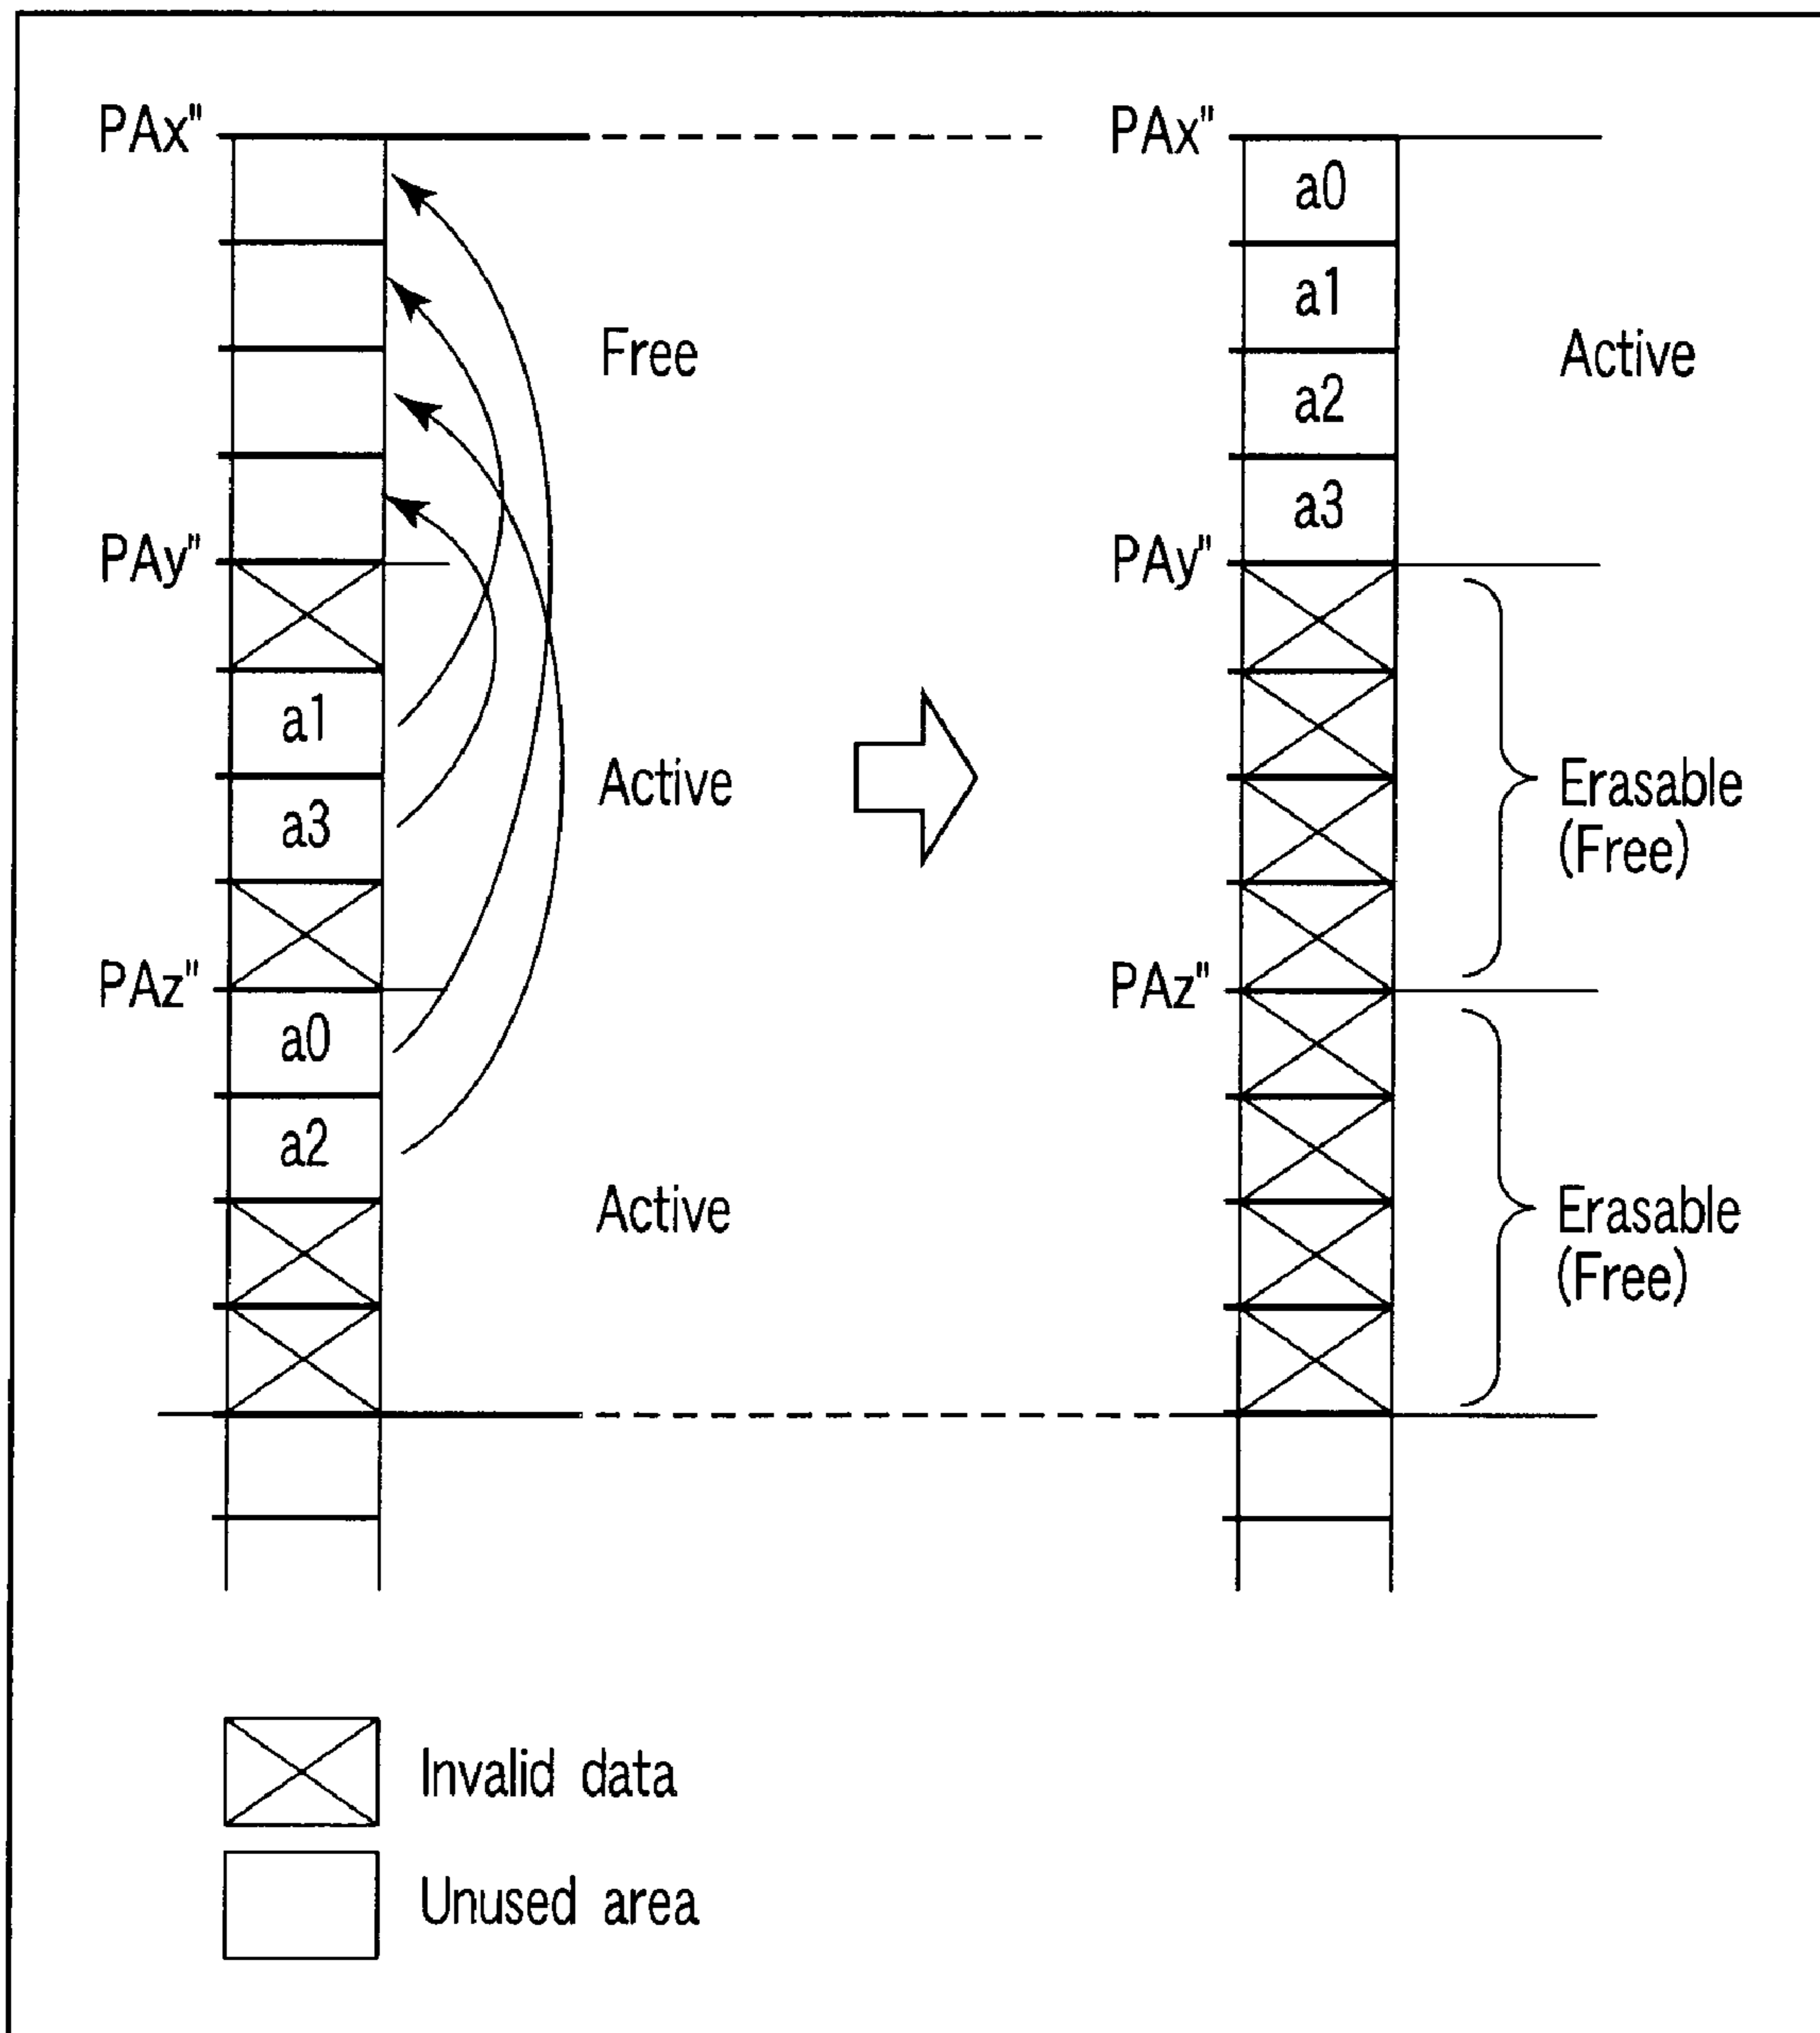 PAx"
PAx"
a0
a1
Free
Active
a2
a3
PAy"
PAy"
a1
Active
Erasable
(Free)
a3
PAz"
PAz"
a0
a2
Active
Erasable
(Free)
Invalid data
Unused area